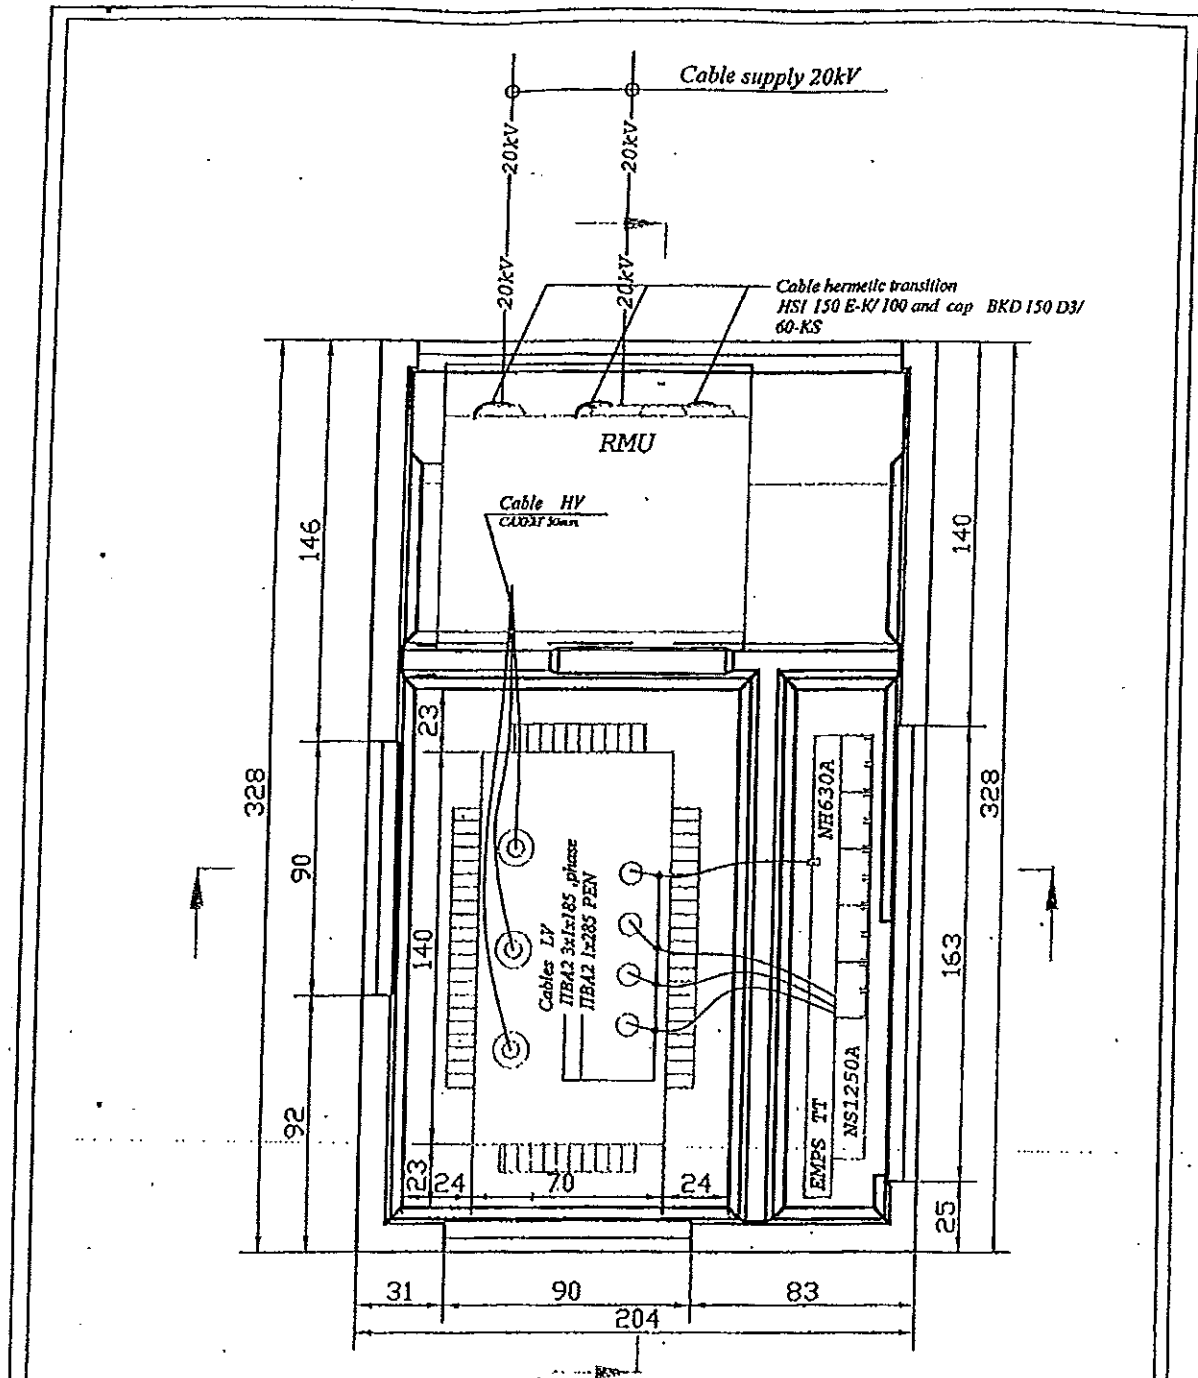 Cable supply 20kV
20kV
20kV
20kV
20kV
Cable hermetic transition
HSI 150 E-K/100 and cap BKD 150 D3/
60-KS
RMU
Cable HV
146
140
328
328
23
NH630A
90
140
Cables LV
ПВА2 3x1x185 ,phase
ПВА2 1x285 PEN
163
92
EMPS TT
NS1250A
23
24
70
24
25
31
90
83
204